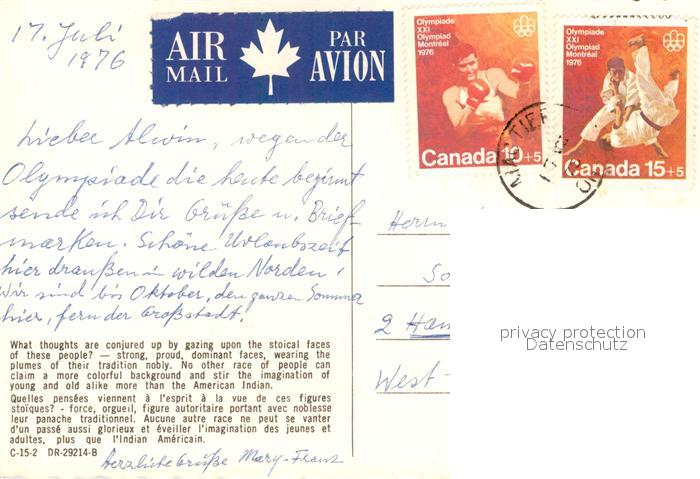 17. Juli
1976
AIR MAIL
PAR AVION
Olympiade
XXI
Olympiad
Montréal
1976
Canada 10+5
Olympiade
XXI
Olympiad
Montréal
1976
Canada 15+5
Lieber Alwin, wegen der
Olympiade die heute beginnt
sende ich Dir Grüße u. Brief-
marken. Schöne Urlaubszeit
hier draußen in wilden Norden!
Wir sind bis Oktober, den ganzen Sommer
hier, fern der Großstadt!
Herrn
So
2 Ham
West-
privacy protection
Datenschutz
What thoughts are conjured up by gazing upon the stoical faces
of these people? — strong, proud, dominant faces, wearing the
plumes of their tradition nobly. No other race of people can
claim a more colorful background and stir the imagination of
young and old alike more than the American Indian.
Quelles pensées viennent à l'esprit à la vue de ces figures
stoïques? - force, orgueil, figure autoritaire portant avec noblesse
leur panache traditionnel. Aucune autre race ne peut se vanter
d'un passé aussi glorieux et éveiller l'imagination des jeunes et
adultes, plus que l'Indian Américain.
C-15-2 DR-29214-B
Herzliche Grüße Mary-Franz